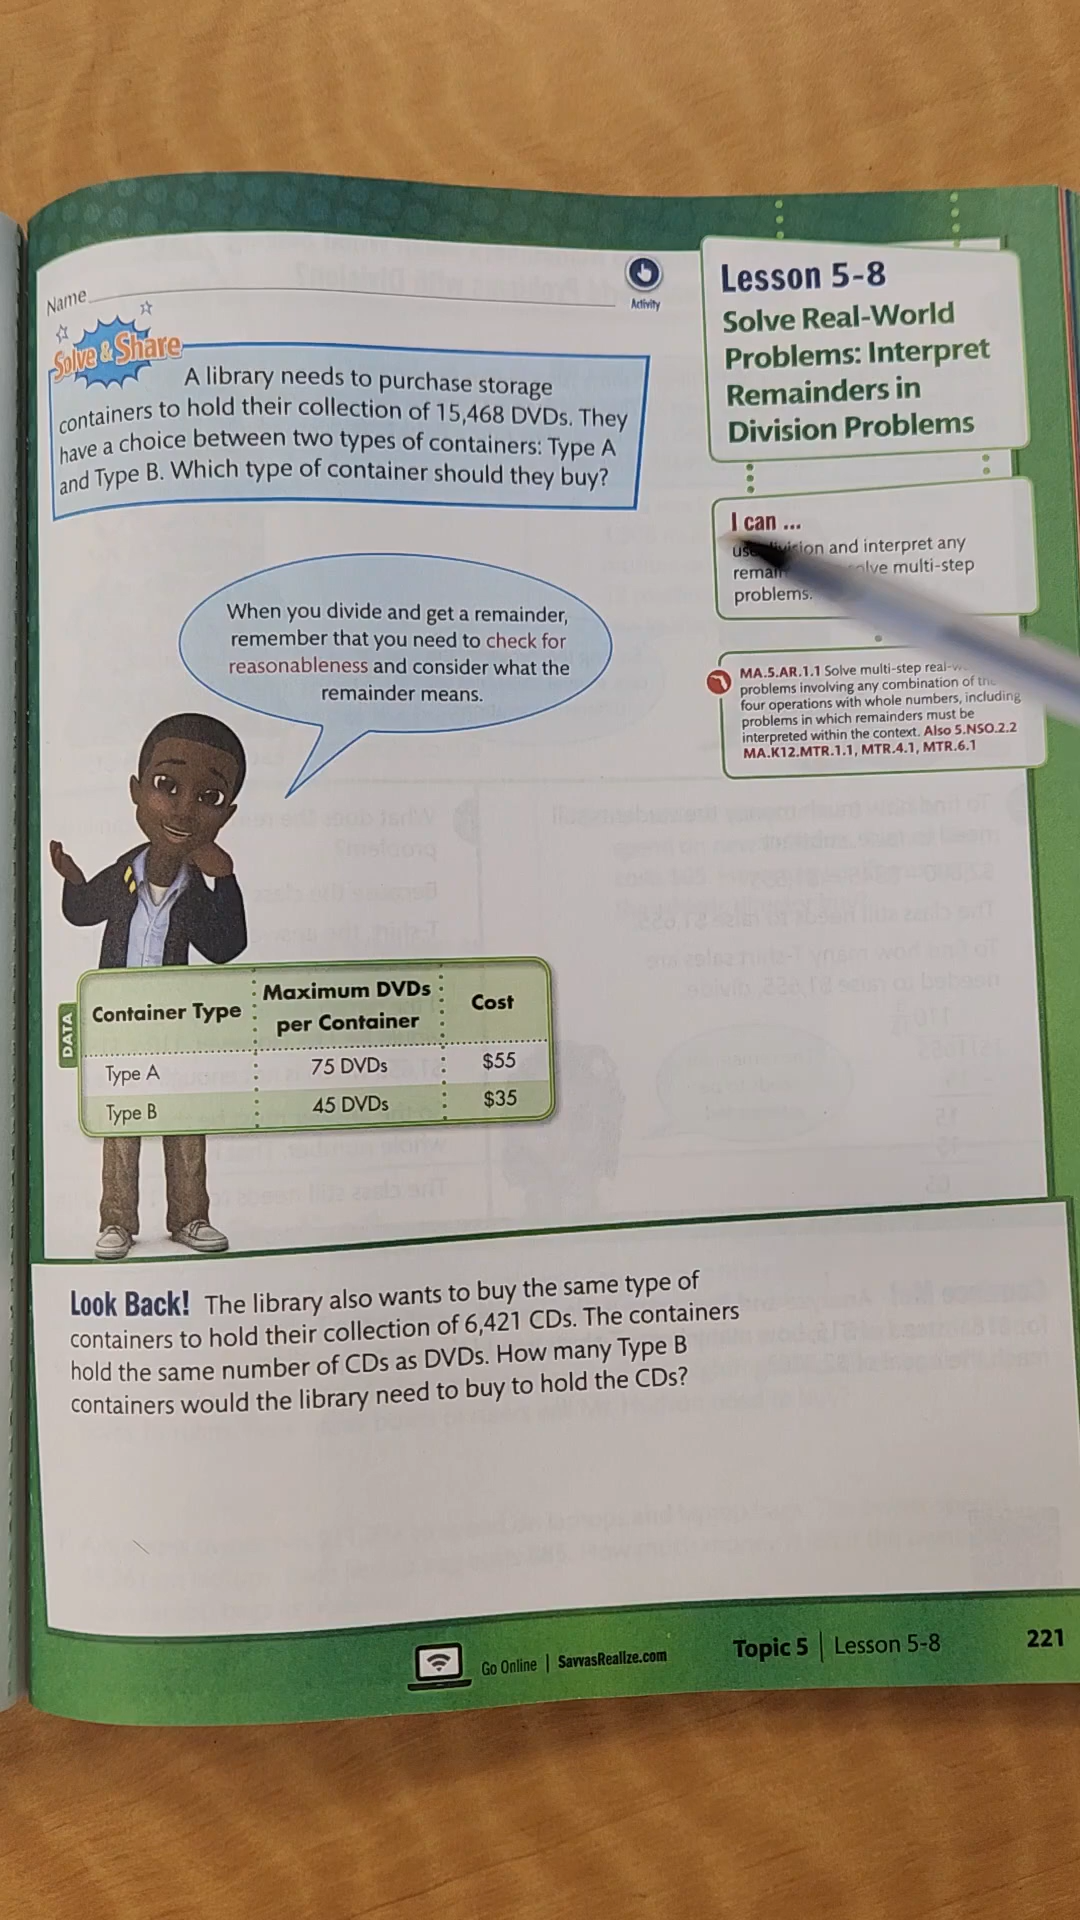 Name
Activity
Solve & Share
A library needs to purchase storage
containers to hold their collection of 15,468 DVDs. They
have a choice between two types of containers: Type A
and Type B. Which type of container should they buy?
Lesson 5-8
Solve Real-World
Problems: Interpret
Remainders in
Division Problems
I can ...
and interpret any
multi-step
problems.
MA.5.AR.1.1 Solve multi-step
problems involving any combination of
four operations with whole numbers, including
problems in which remainders must be
interpreted within the context. Also 5.NSO.2.2
MA.K12.MTR.1.1, MTR.4.1, MTR.6.1
When you divide and get a remainder,
remember that you need to check for
reasonableness and consider what the
remainder means.
DATA
Container Type Maximum DVDs per Container Cost
Type A 75 DVDs $55
Type B 45 DVDs $35
Look Back! The library also wants to buy the same type of
containers to hold their collection of 6,421 CDs. The containers
hold the same number of CDs as DVDs. How many Type B
containers would the library need to buy to hold the CDs?
Go Online | SavvasRealize.com
Topic 5 | Lesson 5-8
221